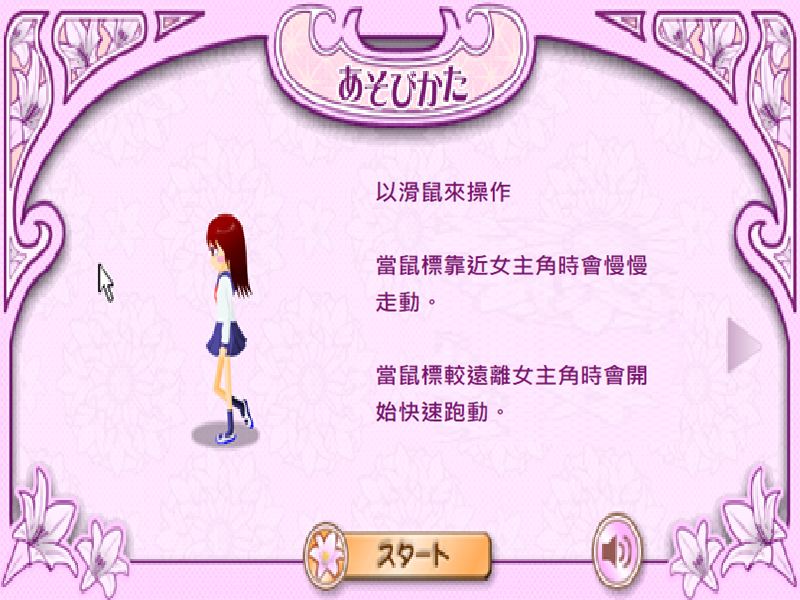 あそびかた
以滑鼠來操作
當鼠標靠近女主角時會慢慢
走動。
當鼠標較遠離女主角時會開
始快速跑動。
スタート